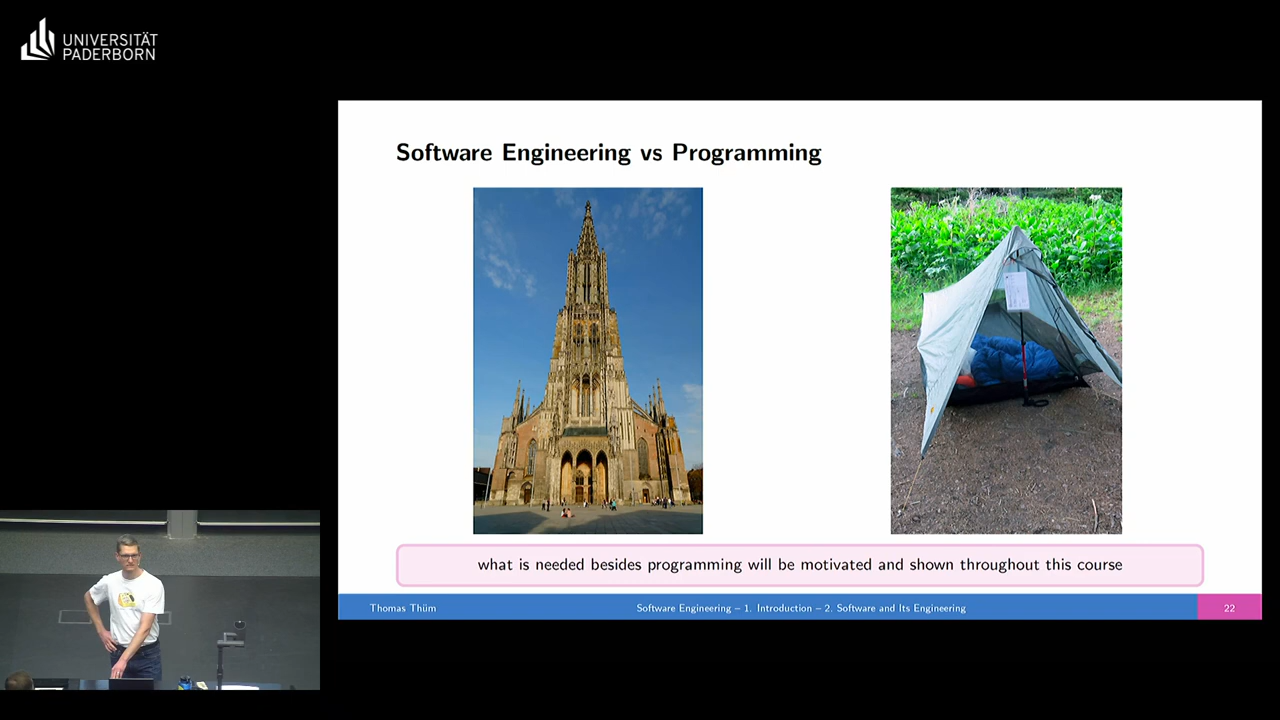 UNIVERSITÄT
PADERBORN
Software Engineering vs Programming
what is needed besides programming will be motivated and shown throughout this course
Thomas Thüm
Software Engineering – 1. Introduction – 2. Software and Its Engineering
22